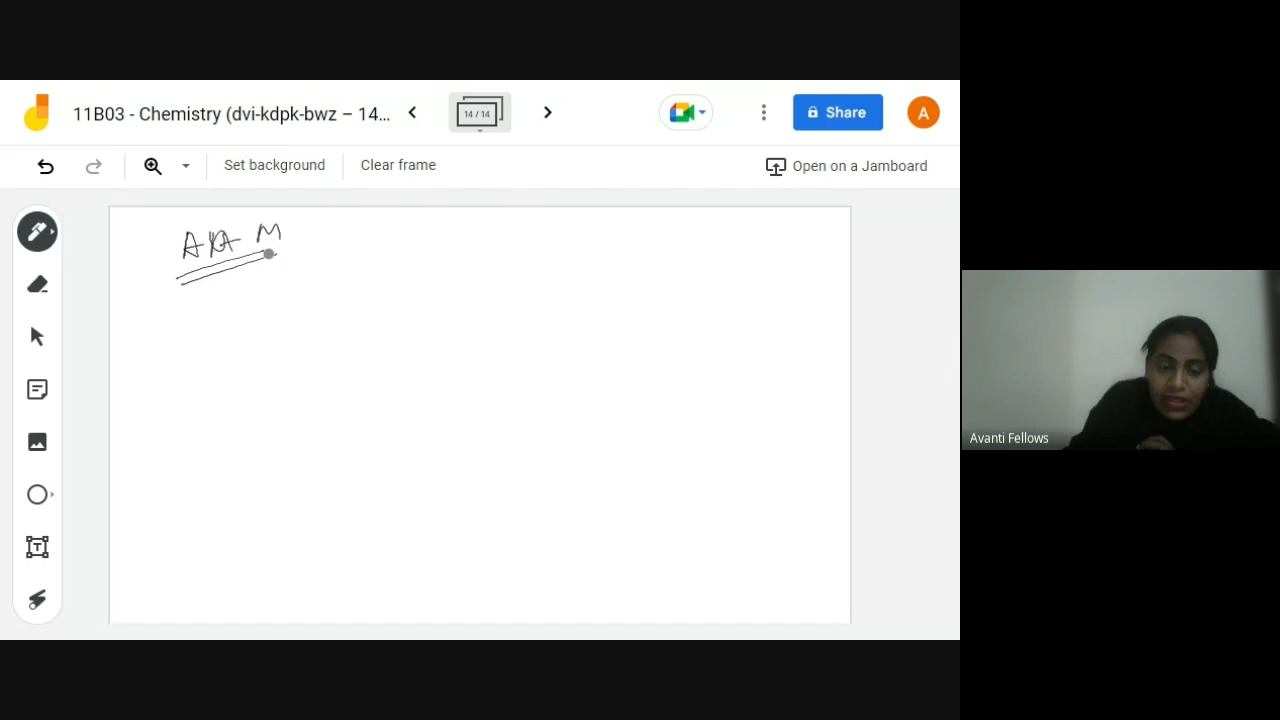 11B03 - Chemistry (dvi-kdpk-bwz – 14...
14 / 14
Share
A
Set background
Clear frame
Open on a Jamboard
M
T
Avanti Fellows